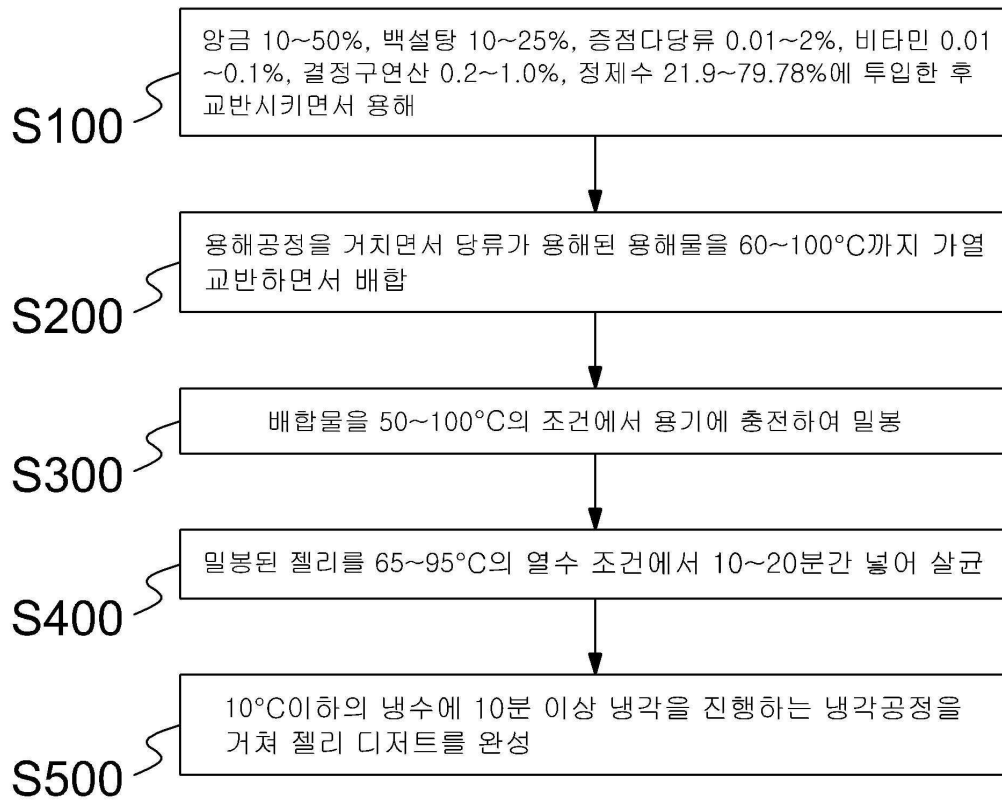 앙금 10~50%, 백설탕 10~25%, 증점다당류 0.01~2%, 비타민 0.01
~0.1%, 결정구연산 0.2~1.0%, 정제수 21.9~79.78%에 투입한 후
교반시키면서 용해
S100
용해공정을 거치면서 당류가 용해된 용해물을 60~100°C까지 가열
교반하면서 배합
S200
배합물을 50~100°C의 조건에서 용기에 충전하여 밀봉
S300
밀봉된 젤리를 65~95°C의 열수 조건에서 10~20분간 넣어 살균
S400
10°C이하의 냉수에 10분 이상 냉각을 진행하는 냉각공정을
거쳐 젤리 디저트를 완성
S500